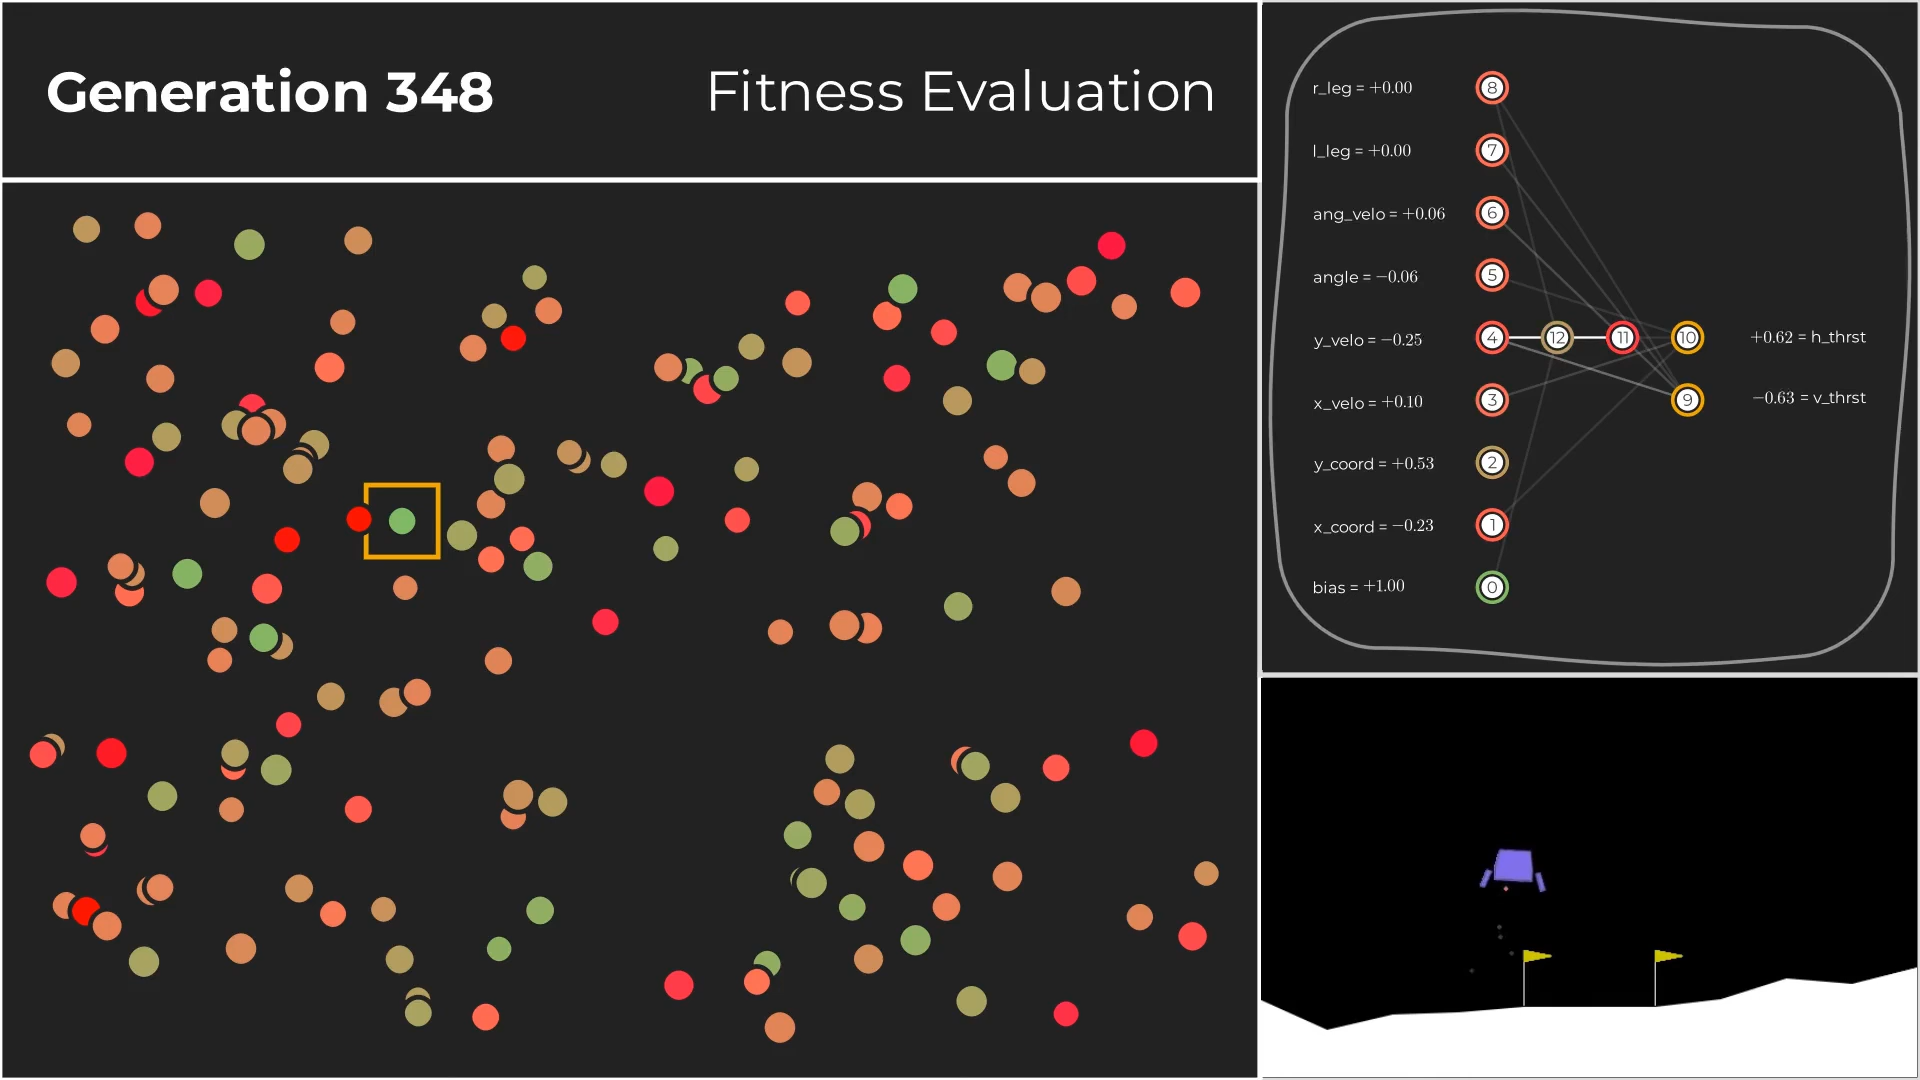 Generation 348
Fitness Evaluation
r_leg = +0.00
8
l_leg = +0.00
7
ang_velo = +0.06
6
angle = −0.06
5
y_velo = −0.25
4
12
11
10
+0.62 = h_thrst
x_velo = +0.10
3
9
−0.63 = v_thrst
y_coord = +0.53
2
x_coord = −0.23
1
bias = +1.00
0